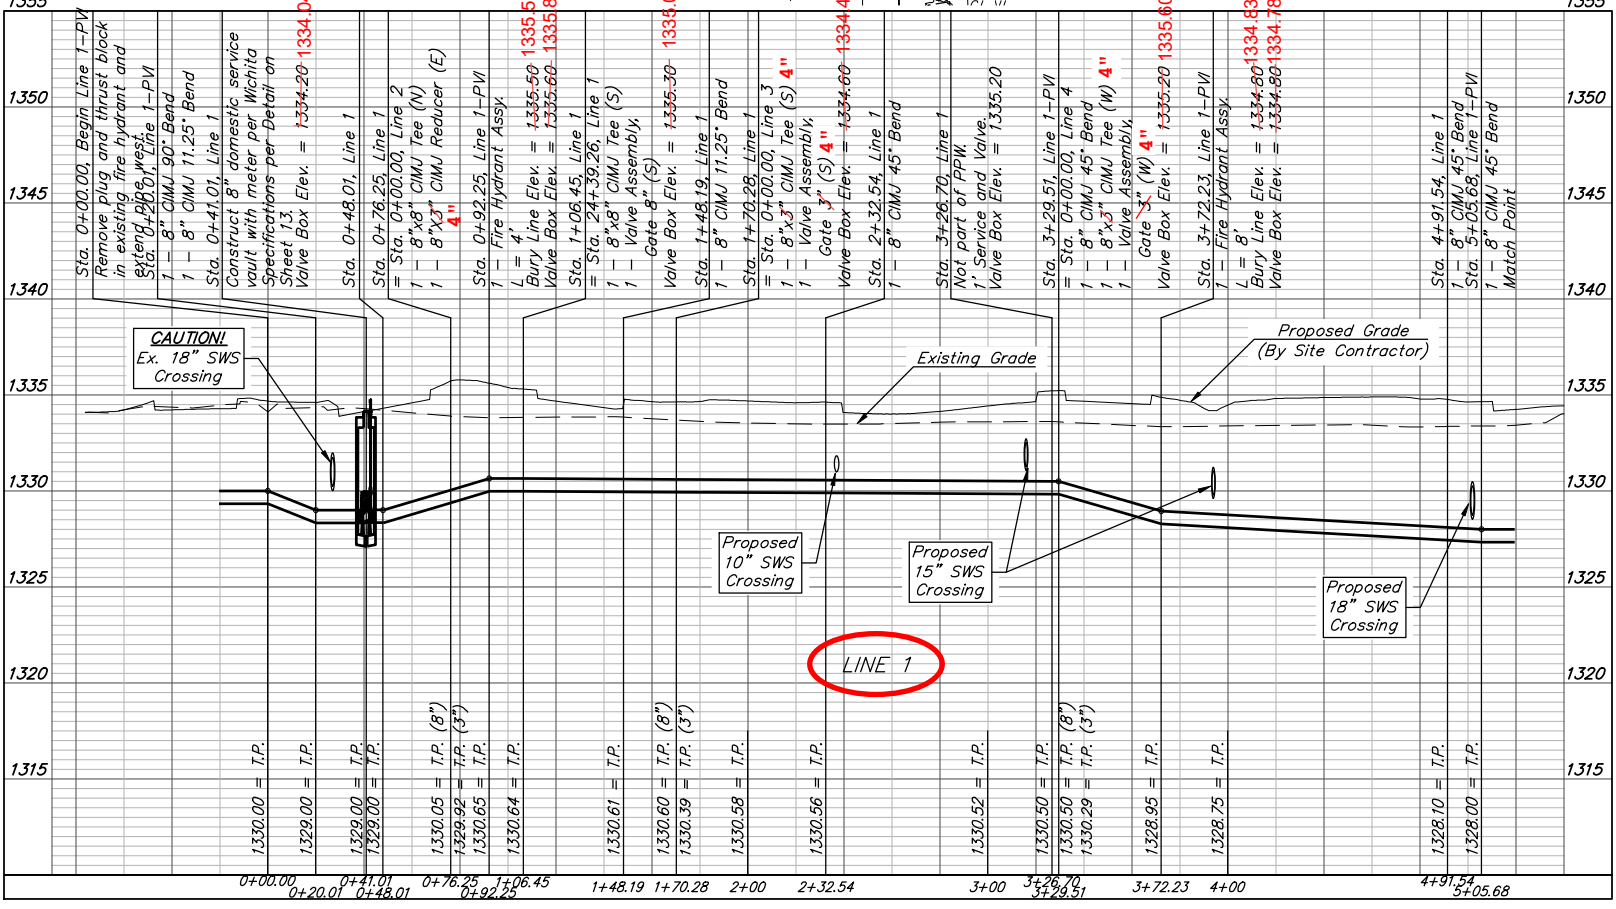 1355
1355
1350
1350
1345
1345
1340
1340
1335
1335
1330
1330
1325
1325
1320
1320
1315
1315
Sta. 0+00.00, Begin Line 1-PVI
Remove plug and thrust block
in existing fire hydrant and
extend pipe west.
Sta. 0+20.01, Line 1-PVI
1 - 8" CIMJ 90° Bend
1 - 8" CIMJ 11.25° Bend
Sta. 0+41.01, Line 1
Construct 8" domestic service
vault with meter per Wichita
Specifications per Detail on
Sheet 13.
Valve Box Elev. = 1334.20
Sta. 0+48.01, Line 1
Sta. 0+76.25, Line 1
= Sta. 0+00.00, Line 2
1 - 8"x8" CIMJ Tee (N)
1 - 8"x3" CIMJ Reducer (E)
4"
Sta. 0+92.25, Line 1-PVI
1 - Fire Hydrant Assy.
L = 4'
Bury Line Elev. = 1335.50 1335.5
Valve Box Elev. = 1335.60 1335.8
Sta. 1+06.45, Line 1
= Sta. 24+39.26, Line 1
1 - 8"x8" CIMJ Tee (S)
1 - Valve Assembly,
Gate 8" (S)
Valve Box Elev. = 1335.30
Sta. 1+48.19, Line 1
1 - 8" CIMJ 11.25° Bend
Sta. 1+70.28, Line 1
= Sta. 0+00.00, Line 3
1 - 8"x3" CIMJ Tee (S) 4"
1 - Valve Assembly,
Gate 3" (S) 4"
Valve Box Elev. = 1334.60 1334.4
Sta. 2+32.54, Line 1
1 - 8" CIMJ 45° Bend
Sta. 3+26.70, Line 1
Not part of PPW.
1' Service and Valve.
Valve Box Elev. = 1335.20
Sta. 3+29.51, Line 1-PVI
= Sta. 0+00.00, Line 4
1 - 8" CIMJ 45° Bend
1 - 8"x3" CIMJ Tee (W) 4"
1 - Valve Assembly,
Gate 3" (W) 4"
Valve Box Elev. = 1335.20 1335.60
Sta. 3+72.23, Line 1-PVI
1 - Fire Hydrant Assy.
L = 8'
Bury Line Elev. = 1334.80 1334.83
Valve Box Elev. = 1334.80 1334.78
Sta. 4+91.54, Line 1
1 - 8" CIMJ 45° Bend
Sta. 5+05.68, Line 1-PVI
1 - 8" CIMJ 45° Bend
Match Point
CAUTION!
Ex. 18" SWS
Crossing
Existing Grade
Proposed Grade
(By Site Contractor)
Proposed
10" SWS
Crossing
Proposed
15" SWS
Crossing
Proposed
18" SWS
Crossing
LINE 1
1330.00 = T.P.
1329.00 = T.P.
1329.00 = T.P.
1329.00 = T.P.
1330.05 = T.P. (8")
1329.92 = T.P. (3")
1330.65 = T.P.
1330.64 = T.P.
1330.61 = T.P.
1330.60 = T.P. (8")
1330.39 = T.P. (3")
1330.58 = T.P.
1330.56 = T.P.
1330.52 = T.P.
1330.50 = T.P.
1330.50 = T.P. (8")
1330.29 = T.P. (3")
1328.95 = T.P.
1328.75 = T.P.
1328.10 = T.P.
1328.00 = T.P.
0+00.00
0+20.01
0+41.01
0+48.01
0+76.25
0+92.25
1+06.45
1+48.19
1+70.28
2+00
2+32.54
3+00
3+26.70
3+29.51
3+72.23
4+00
4+91.54
5+05.68